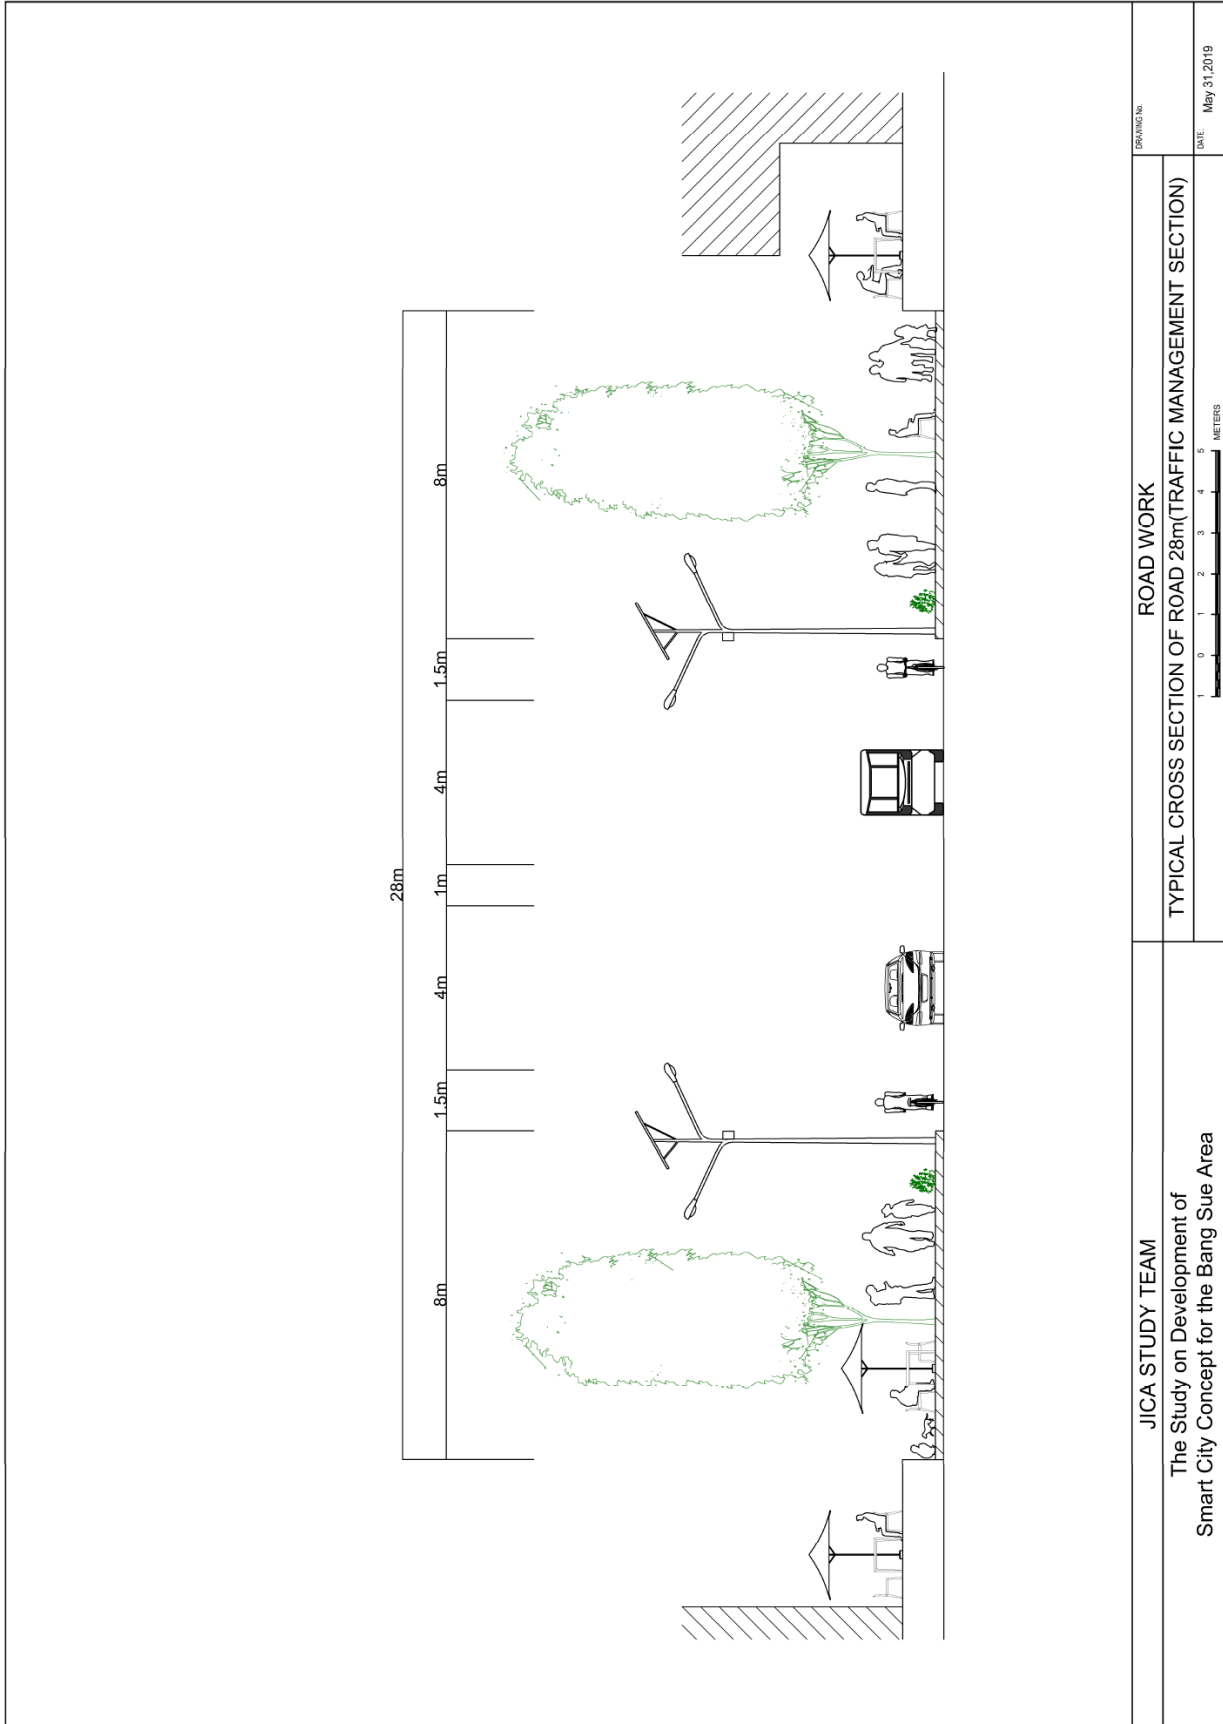 28m
8m
1.5m
4m
1m
4m
1.5m
8m
JICA STUDY TEAM
The Study on Development of
Smart City Concept for the Bang Sue Area
ROAD WORK
TYPICAL CROSS SECTION OF ROAD 28m(TRAFFIC MANAGEMENT SECTION)
1 0 1 2 3 4 5
METERS
DRAWING No.
DATE: May 31,2019